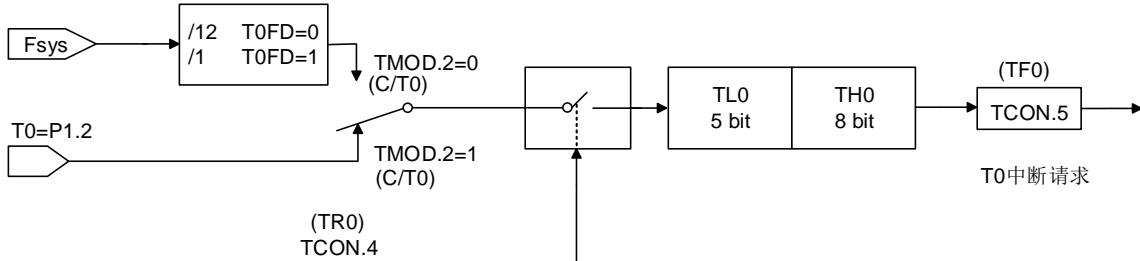 Fsys
/12 T0FD=0
/1 T0FD=1
TMOD.2=0
(C/T0)
T0=P1.2
TMOD.2=1
(C/T0)
(TR0)
TCON.4
TL0
5 bit
TH0
8 bit
(TF0)
TCON.5
T0中断请求